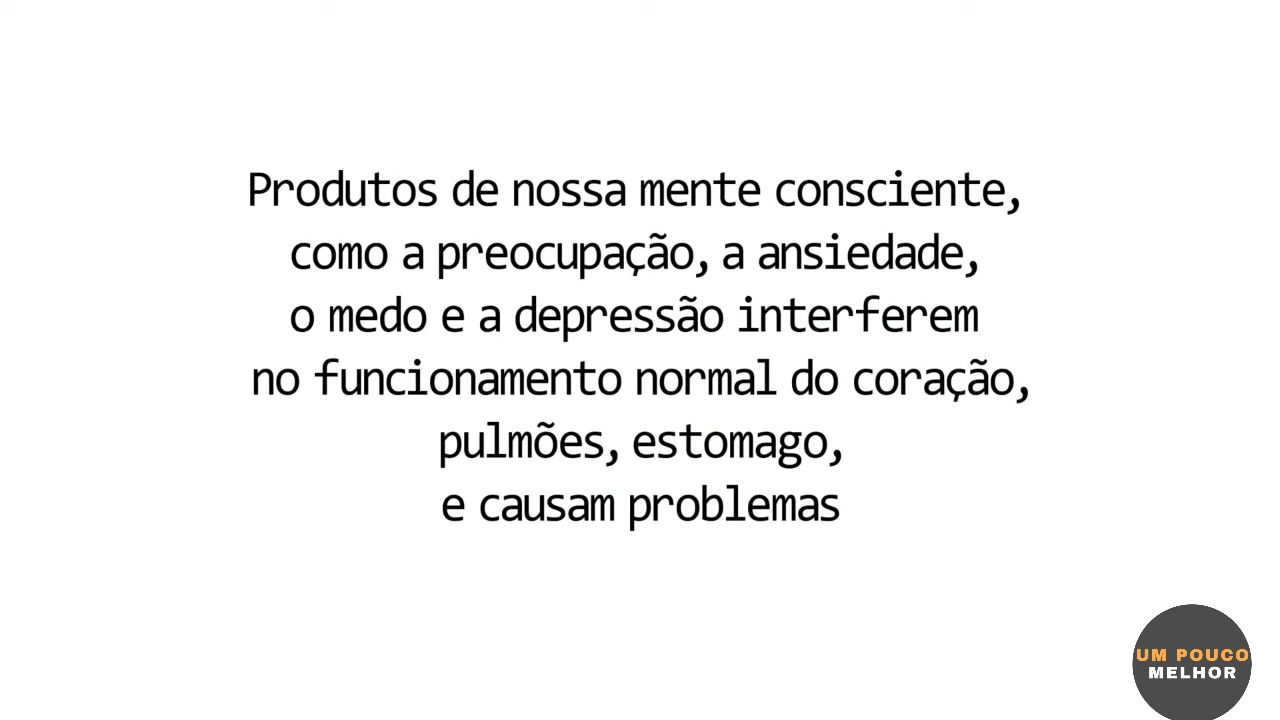 Produtos de nossa mente consciente,
como a preocupação, a ansiedade,
o medo e a depressão interferem
no funcionamento normal do coração,
pulmões, estomago,
e causam problemas
UM POUCO
MELHOR